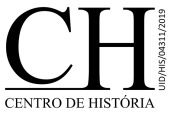 CH
CENTRO DE HISTÓRIA
UID/HIS/04311/2019